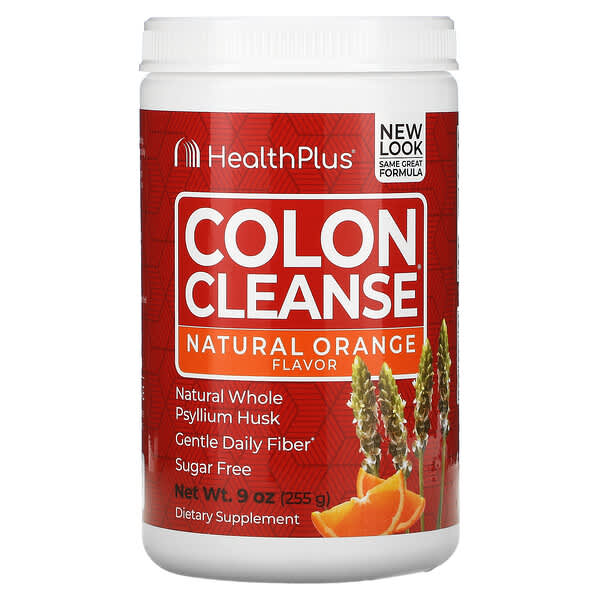 NEW
LOOK
SAME GREAT
FORMULA
HealthPlus®
COLON
CLEANSE®
NATURAL ORANGE
FLAVOR
Natural Whole
Psyllium Husk
Gentle Daily Fiber*
Sugar Free
Net Wt. 9 oz (255 g)
Dietary Supplement